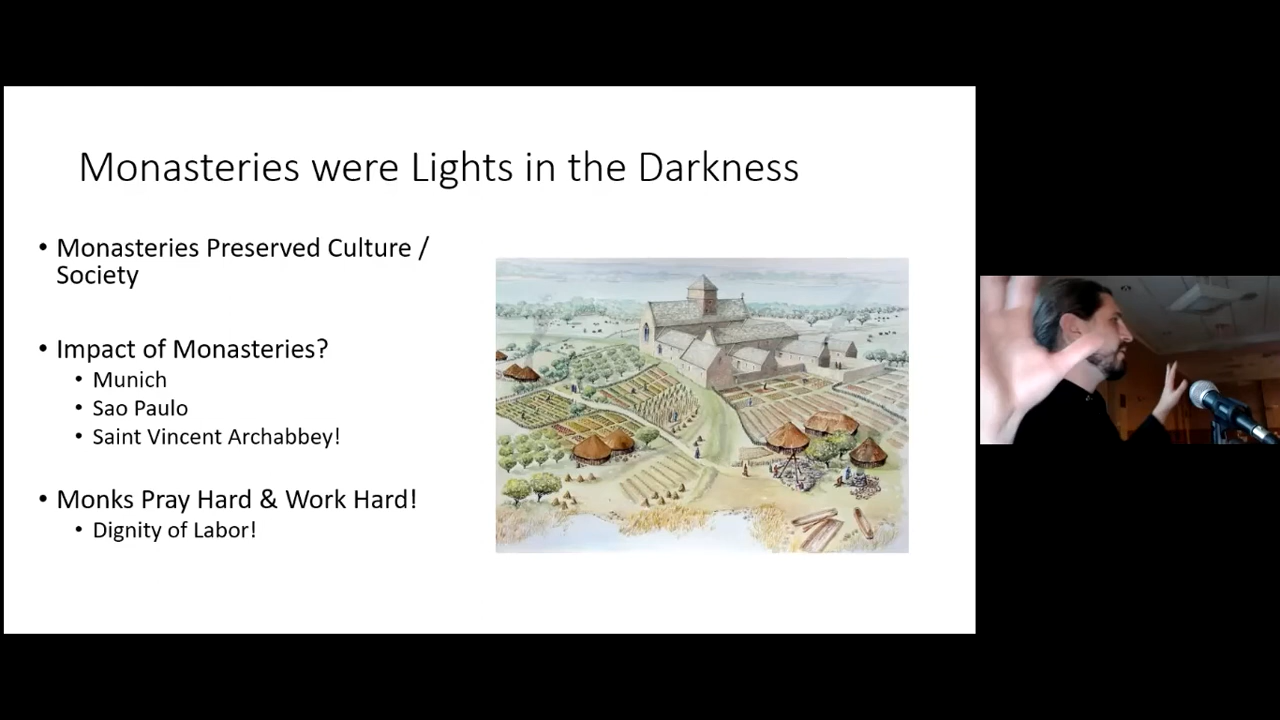 Monasteries were Lights in the Darkness
• Monasteries Preserved Culture /
Society
• Impact of Monasteries?
• Munich
• Sao Paulo
• Saint Vincent Archabbey!
• Monks Pray Hard & Work Hard!
• Dignity of Labor!